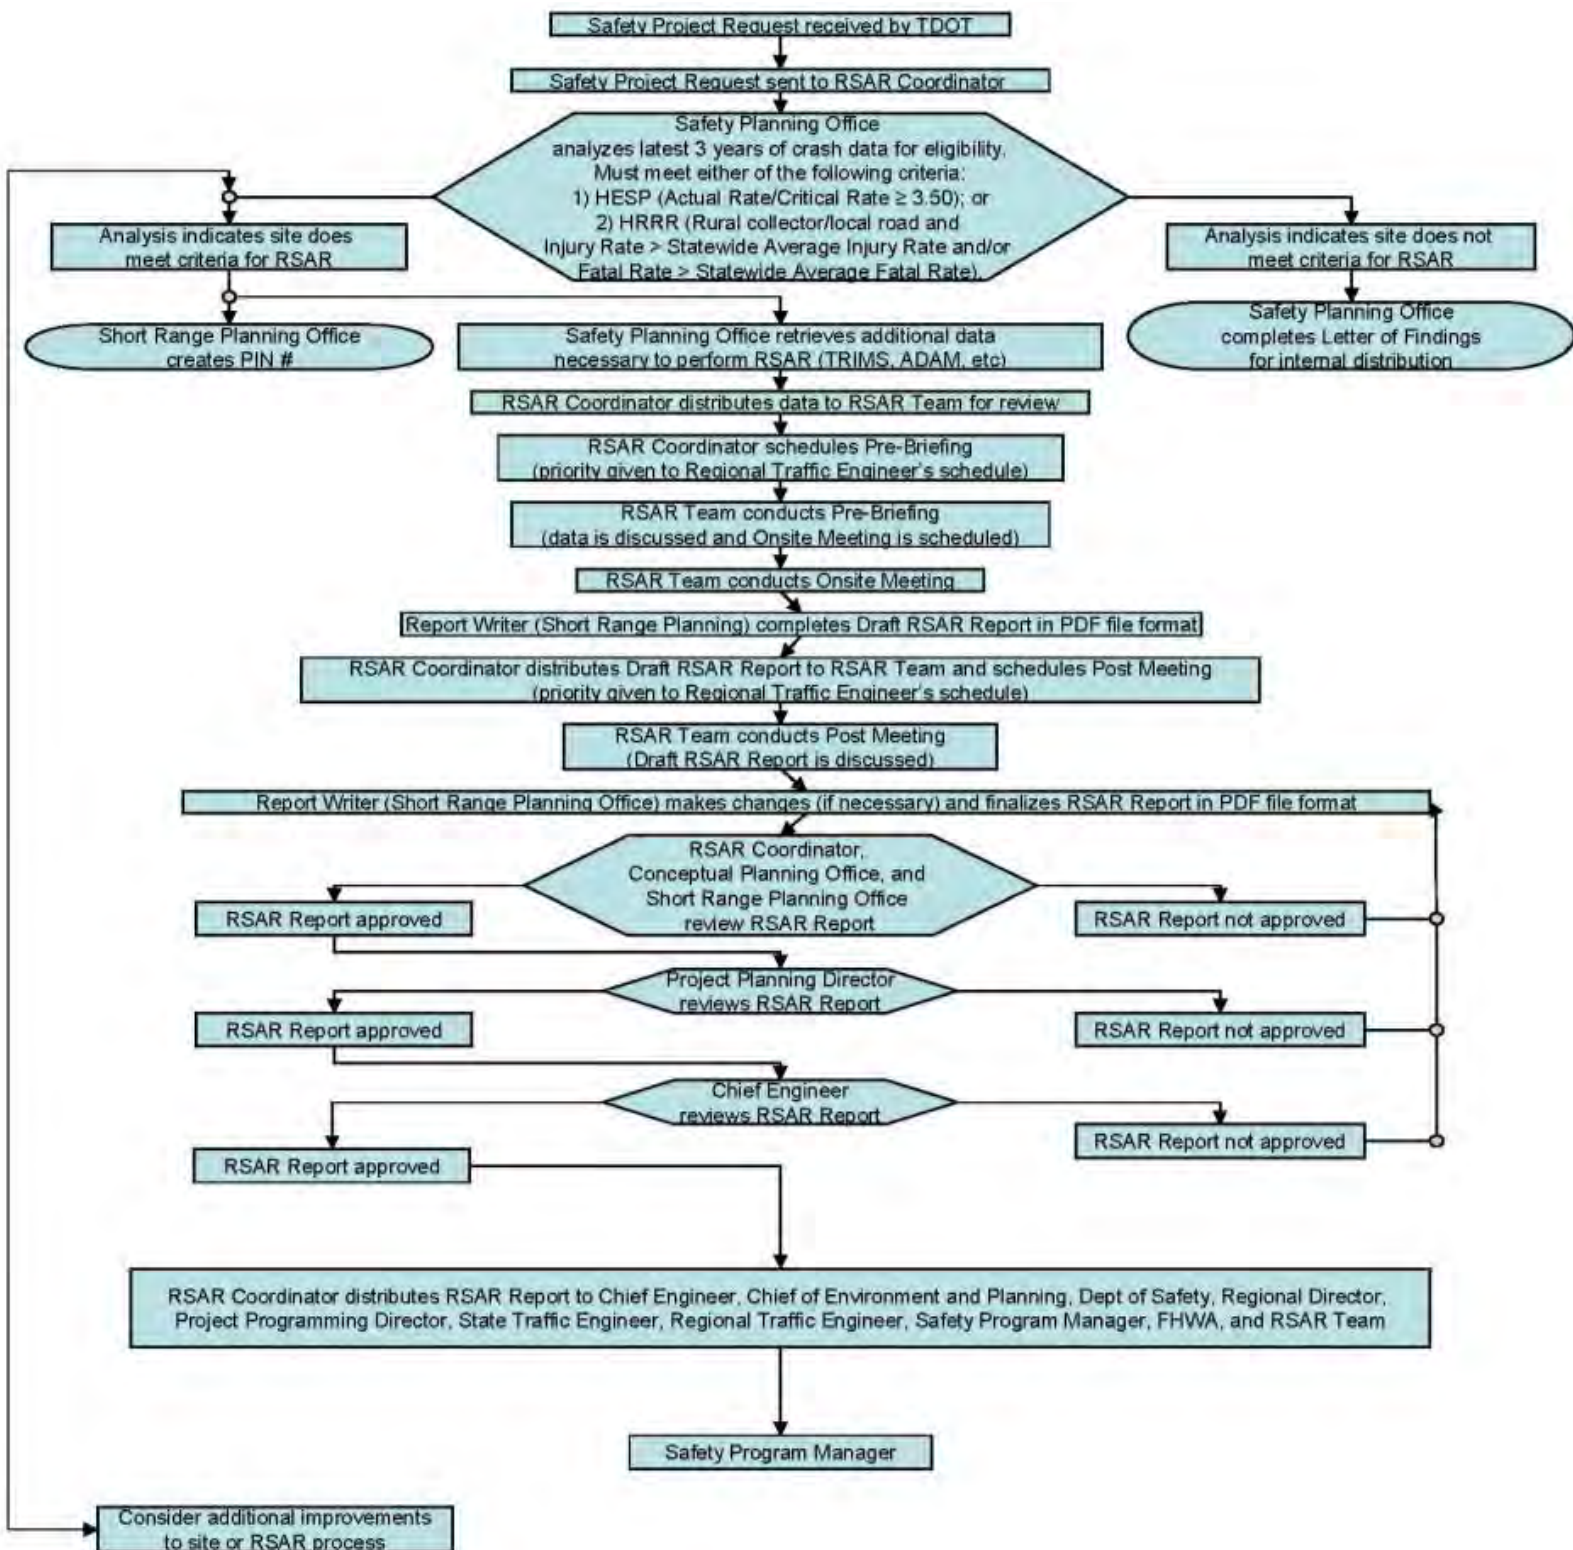 Safety Project Request received by TDOT
Safety Project Request sent to RSAR Coordinator
Safety Planning Office
analyzes latest 3 years of crash data for eligibility.
Must meet either of the following criteria:
1) HESP (Actual Rate/Critical Rate ≥ 3.50); or
2) HRRR (Rural collector/local road and
Injury Rate > Statewide Average Injury Rate and/or
Fatal Rate > Statewide Average Fatal Rate).
Analysis indicates site does
meet criteria for RSAR
Analysis indicates site does not
meet criteria for RSAR
Short Range Planning Office
creates PIN #
Safety Planning Office retrieves additional data
necessary to perform RSAR (TRIMS, ADAM, etc)
Safety Planning Office
completes Letter of Findings
for internal distribution
RSAR Coordinator distributes data to RSAR Team for review
RSAR Coordinator schedules Pre-Briefing
(priority given to Regional Traffic Engineer's schedule)
RSAR Team conducts Pre-Briefing
(data is discussed and Onsite Meeting is scheduled)
RSAR Team conducts Onsite Meeting
Report Writer (Short Range Planning) completes Draft RSAR Report in PDF file format
RSAR Coordinator distributes Draft RSAR Report to RSAR Team and schedules Post Meeting
(priority given to Regional Traffic Engineer's schedule)
RSAR Team conducts Post Meeting
(Draft RSAR Report is discussed)
Report Writer (Short Range Planning Office) makes changes (if necessary) and finalizes RSAR Report in PDF file format
RSAR Coordinator,
Conceptual Planning Office, and
Short Range Planning Office
review RSAR Report
RSAR Report approved
RSAR Report not approved
Project Planning Director
reviews RSAR Report
RSAR Report approved
RSAR Report not approved
Chief Engineer
reviews RSAR Report
RSAR Report approved
RSAR Report not approved
RSAR Coordinator distributes RSAR Report to Chief Engineer, Chief of Environment and Planning, Dept of Safety, Regional Director,
Project Programming Director, State Traffic Engineer, Regional Traffic Engineer, Safety Program Manager, FHWA, and RSAR Team
Safety Program Manager
Consider additional improvements
to site or RSAR process